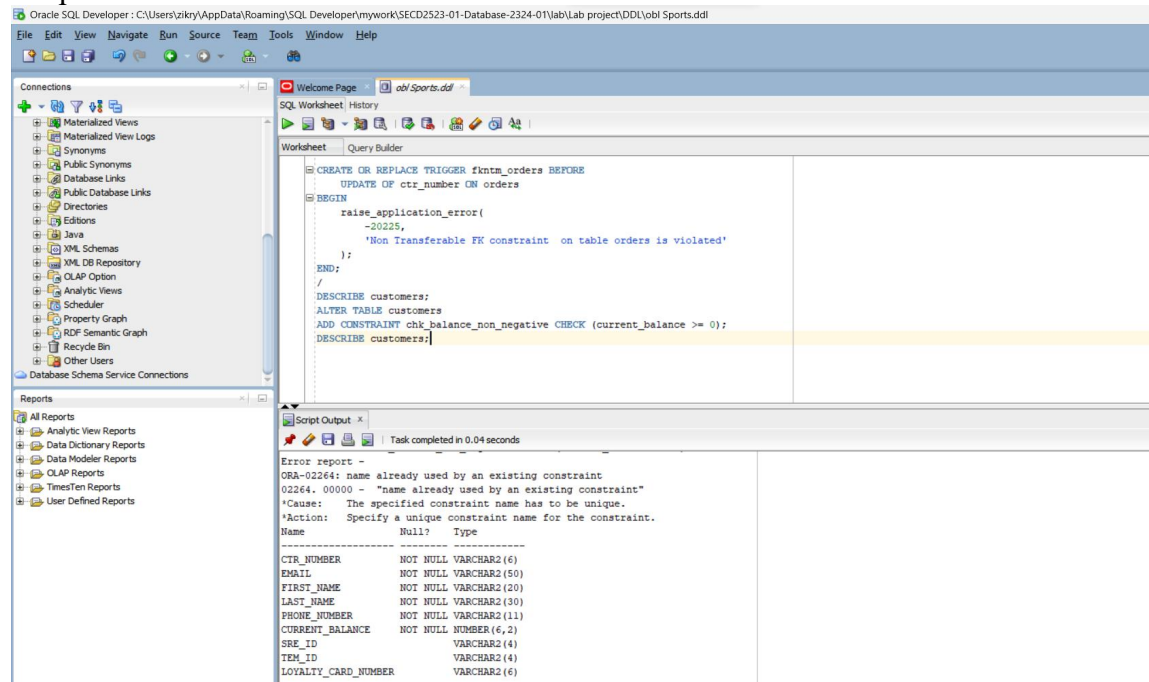 Oracle SQL Developer : C:\Users\zikry\AppData\Roaming\SQL Developer\mywork\SECD2523-01-Database-2324-01\lab\Lab project\DDL\obl Sports.ddl
File Edit View Navigate Run Source Team Tools Window Help
Connections
Materialized Views
Materialized View Logs
Synonyms
Public Synonyms
Database Links
Public Database Links
Directories
Editions
Java
XML Schemas
XML DB Repository
OLAP Option
Analytic Views
Scheduler
Property Graph
RDF Semantic Graph
Recycle Bin
Other Users
Database Schema Service Connections
Reports
All Reports
Analytic View Reports
Data Dictionary Reports
Data Modeler Reports
OLAP Reports
TimesTen Reports
User Defined Reports
Welcome Page obl Sports.ddl
SQL Worksheet History
Worksheet Query Builder
CREATE OR REPLACE TRIGGER fkntm_orders BEFORE
UPDATE OF ctr_number ON orders
BEGIN
raise_application_error(
-20225,
'Non Transferable FK constraint  on table orders is violated'
);
END;
/
DESCRIBE customers;
ALTER TABLE customers
ADD CONSTRAINT chk_balance_non_negative CHECK (current_balance >= 0);
DESCRIBE customers;
Script Output
Task completed in 0.04 seconds
Error report -
ORA-02264: name already used by an existing constraint
02264. 00000 -  "name already used by an existing constraint"
*Cause:    The specified constraint name has to be unique.
*Action:   Specify a unique constraint name for the constraint.
Name                Null?    Type
------------------- -------- ------------
CTR_NUMBER          NOT NULL VARCHAR2(6)
EMAIL               NOT NULL VARCHAR2(50)
FIRST_NAME          NOT NULL VARCHAR2(20)
LAST_NAME           NOT NULL VARCHAR2(30)
PHONE_NUMBER        NOT NULL VARCHAR2(11)
CURRENT_BALANCE     NOT NULL NUMBER(6,2)
SRE_ID                       VARCHAR2(4)
TEM_ID                       VARCHAR2(4)
LOYALTY_CARD_NUMBER          VARCHAR2(6)